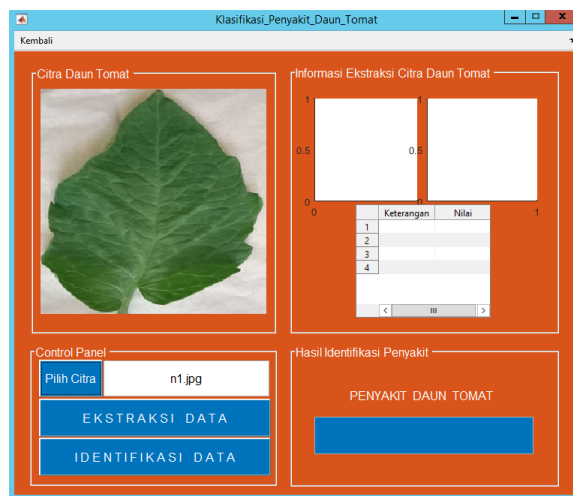 Klasifikasi_Penyakit_Daun_Tomat
Kembali
Citra Daun Tomat
Informasi Ekstraksi Citra Daun Tomat
1
1
0.5
0.5
0
0
0
1
Keterangan Nilai
1
2
3
4
Control Panel
Pilih Citra n1.jpg
EKSTRAKSI DATA
IDENTIFIKASI DATA
Hasil Identifikasi Penyakit
PENYAKIT DAUN TOMAT